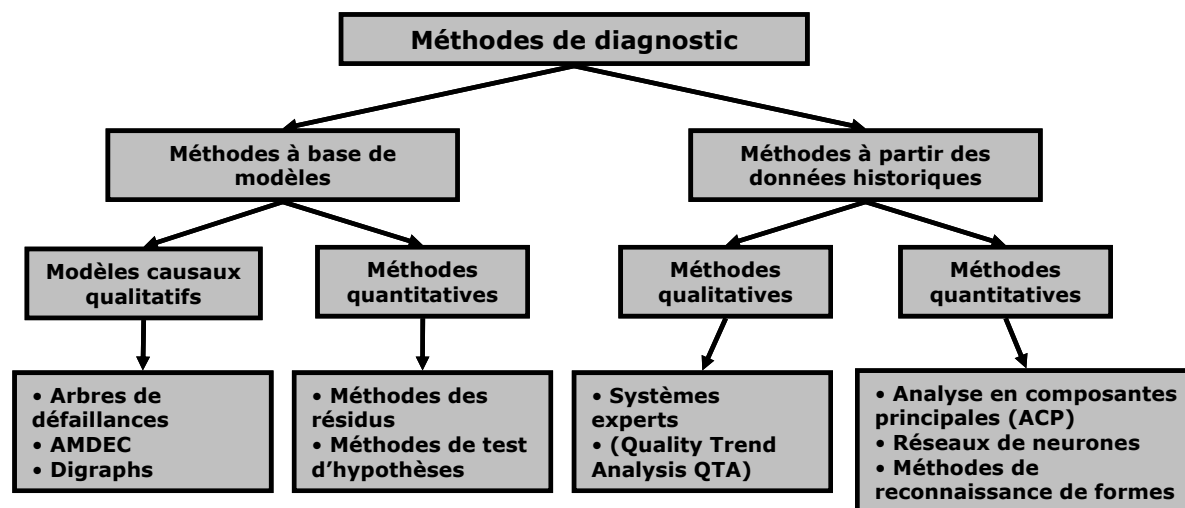 Méthodes de diagnostic
Méthodes à base de
modèles
Méthodes à partir des
données historiques
Modèles causaux
qualitatifs
Méthodes
quantitatives
Méthodes
qualitatives
Méthodes
quantitatives
• Arbres de
défaillances
• AMDEC
• Digraphs
• Méthodes des
résidus
• Méthodes de test
d’hypothèses
• Systèmes
experts
• (Quality Trend
Analysis QTA)
• Analyse en composantes
principales (ACP)
• Réseaux de neurones
• Méthodes de
reconnaissance de formes